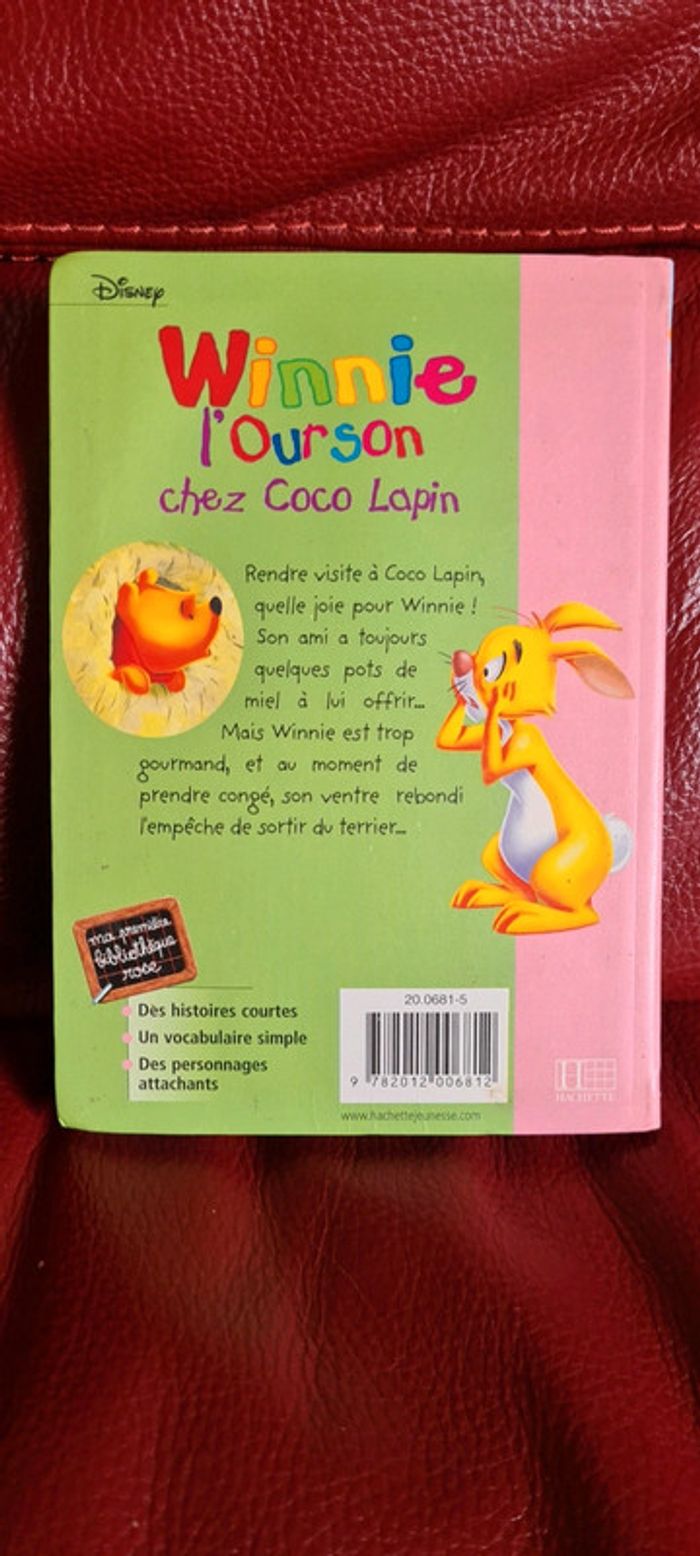 Disney
Winnie
l'Ourson
chez Coco Lapin
Rendre visite à Coco Lapin,
quelle joie pour Winnie !
Son ami a toujours
quelques pots de
miel à lui offrir...
Mais Winnie est trop
gourmand, et au moment de
prendre congé, son ventre rebondi
l'empêche de sortir du terrier...
ma première
bibliothèque
rose
Des histoires courtes
Un vocabulaire simple
Des personnages
attachants
20.0681-5
9 782012 006812
www.hachettejeunesse.com
H
HACHETTE